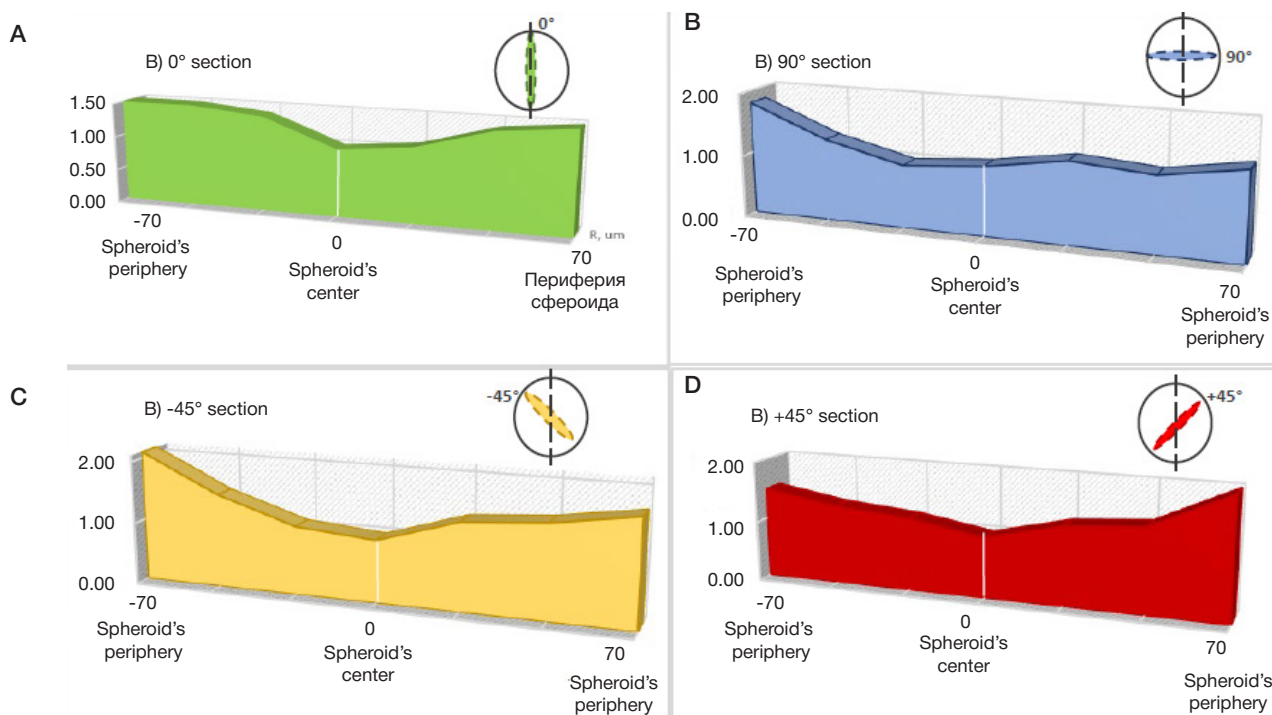 A
B) 0° section
0°
1.50
1.00
0.50
0.00
-70
0
70
R, um
Spheroid's
periphery
Spheroid's
center
Периферия
сфероида
B
B) 90° section
90°
2.00
1.00
0.00
-70
0
70
Spheroid's
periphery
Spheroid's
center
Spheroid's
periphery
C
B) -45° section
-45°
2.00
1.00
0.00
-70
0
70
Spheroid's
periphery
Spheroid's
center
Spheroid's
periphery
D
B) +45° section
+45°
2.00
1.00
0.00
-70
0
70
Spheroid's
periphery
Spheroid's
center
Spheroid's
periphery